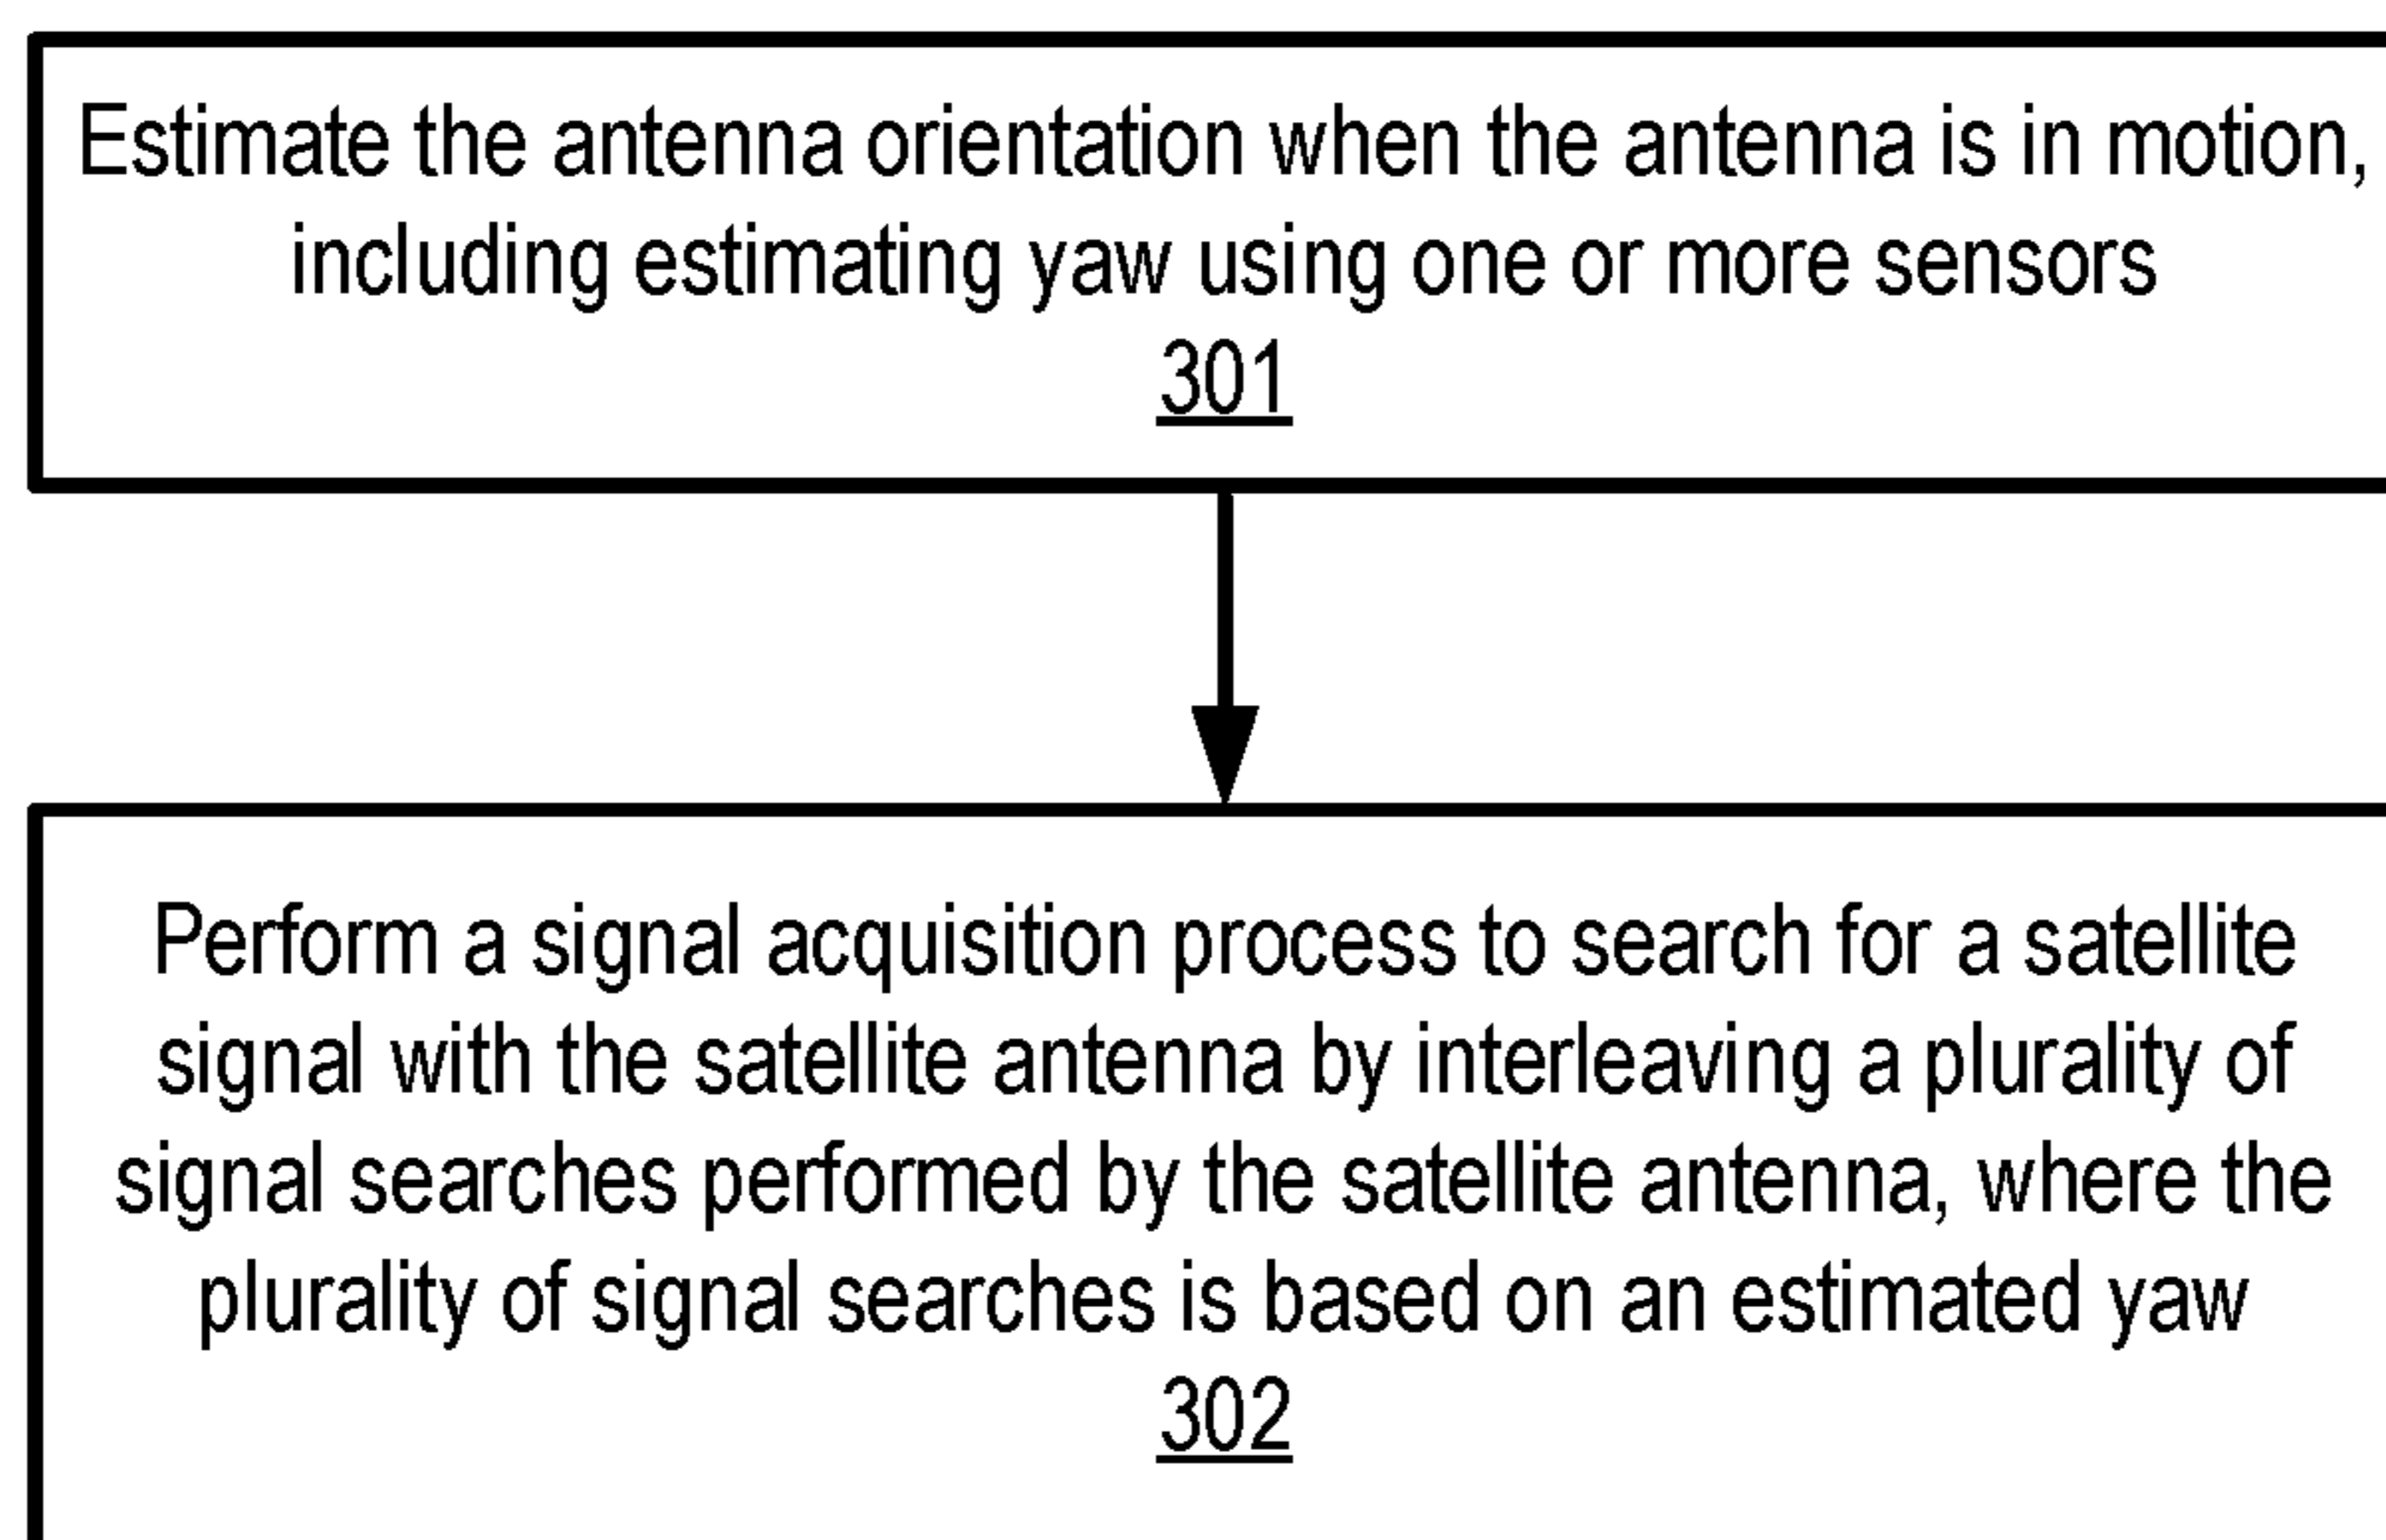 Estimate the antenna orientation when the antenna is in motion,
including estimating yaw using one or more sensors
301
Perform a signal acquisition process to search for a satellite
signal with the satellite antenna by interleaving a plurality of
signal searches performed by the satellite antenna, where the
plurality of signal searches is based on an estimated yaw
302